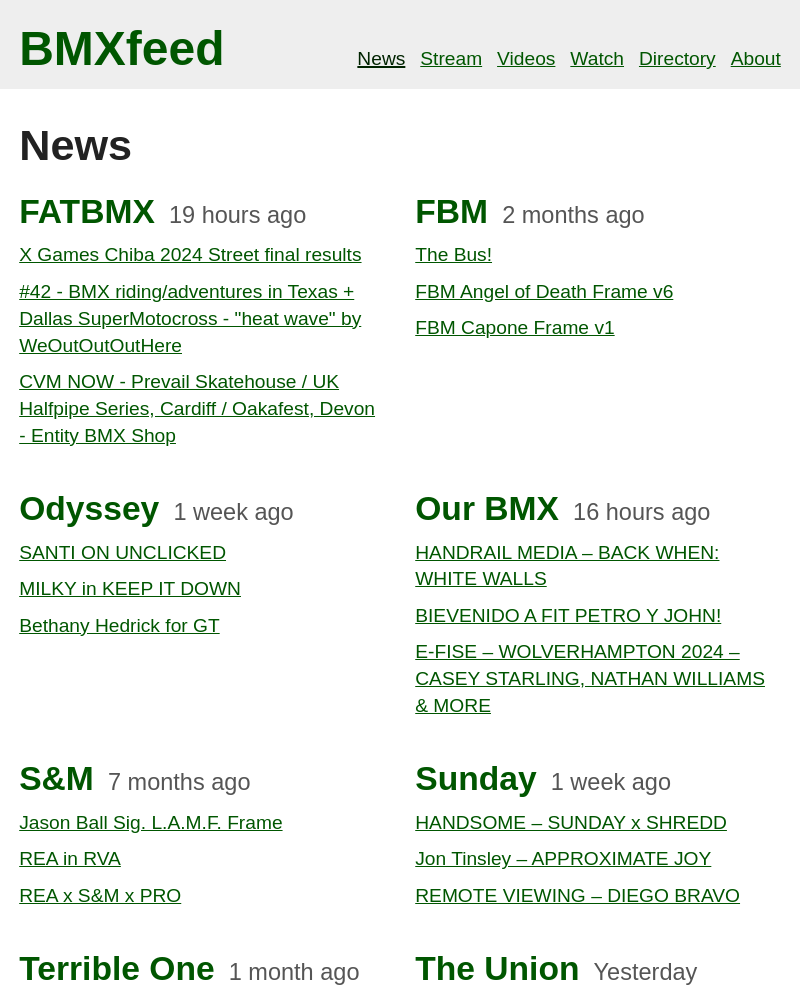 BMXfeed
News Stream Videos Watch Directory About
News
FATBMX 19 hours ago
X Games Chiba 2024 Street final results
#42 - BMX riding/adventures in Texas +
Dallas SuperMotocross - "heat wave" by
WeOutOutOutHere
CVM NOW - Prevail Skatehouse / UK
Halfpipe Series, Cardiff / Oakafest, Devon
- Entity BMX Shop
FBM 2 months ago
The Bus!
FBM Angel of Death Frame v6
FBM Capone Frame v1
Odyssey 1 week ago
SANTI ON UNCLICKED
MILKY in KEEP IT DOWN
Bethany Hedrick for GT
Our BMX 16 hours ago
HANDRAIL MEDIA – BACK WHEN:
WHITE WALLS
BIEVENIDO A FIT PETRO Y JOHN!
E-FISE – WOLVERHAMPTON 2024 –
CASEY STARLING, NATHAN WILLIAMS
& MORE
S&M 7 months ago
Jason Ball Sig. L.A.M.F. Frame
REA in RVA
REA x S&M x PRO
Sunday 1 week ago
HANDSOME – SUNDAY x SHREDD
Jon Tinsley – APPROXIMATE JOY
REMOTE VIEWING – DIEGO BRAVO
Terrible One 1 month ago
The Union Yesterday